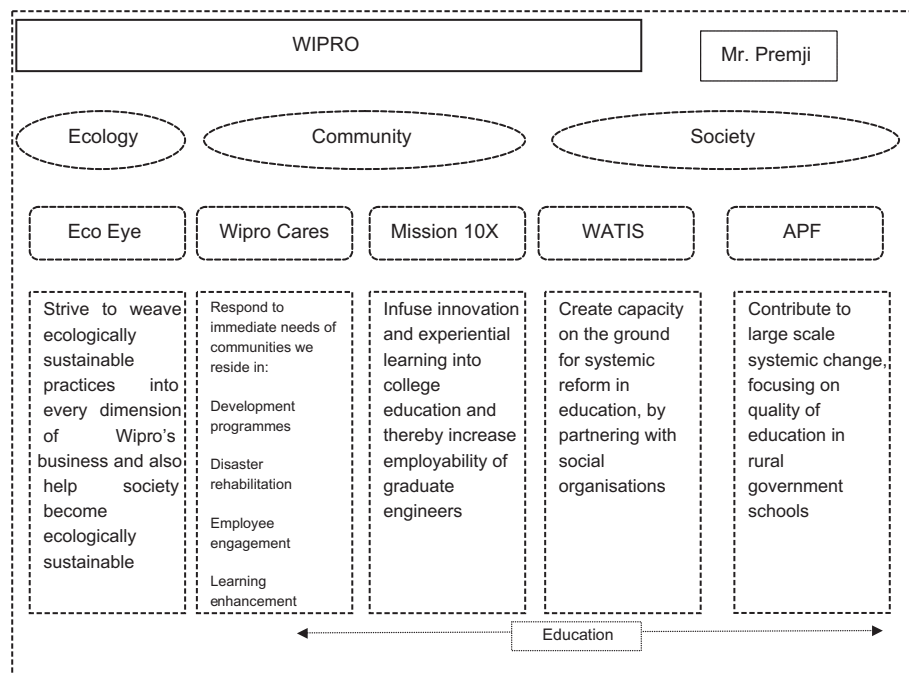 WIPRO
Mr. Premji
Ecology
Community
Society
Eco Eye
Wipro Cares
Mission 10X
WATIS
APF
Strive to weave
ecologically
sustainable
practices into
every dimension
of Wipro's
business and also
help society
become
ecologically
sustainable
Respond to
immediate needs of
communities we
reside in:
Development
programmes
Disaster
rehabilitation
Employee
engagement
Learning
enhancement
Infuse innovation
and experiential
learning into
college
education and
thereby increase
employability of
graduate
engineers
Create capacity
on the ground
for systemic
reform in
education, by
partnering with
social
organisations
Contribute to
large scale
systemic change,
focusing on
quality of
education in
rural
government
schools
Education